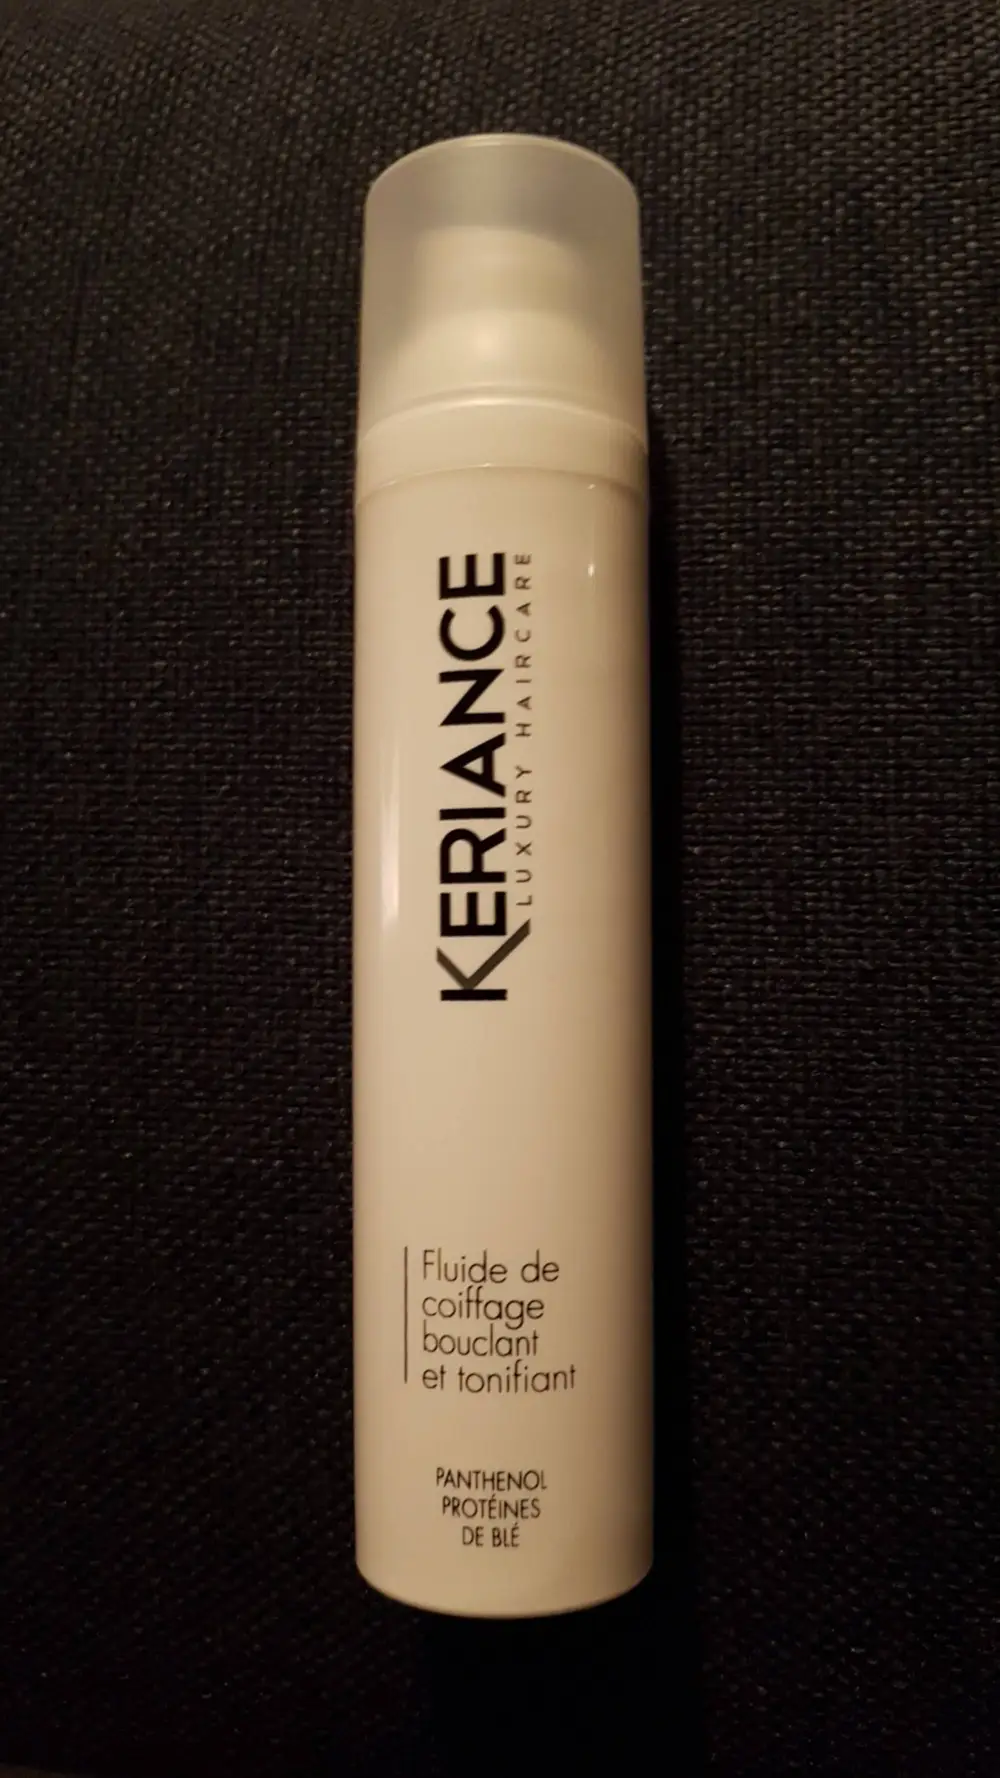 KERIANCE
LUXURY HAIRCARE
Fluide de
coiffage
bouclant
et tonifiant
PANTHENOL
PROTÉINES
DE BLÉ